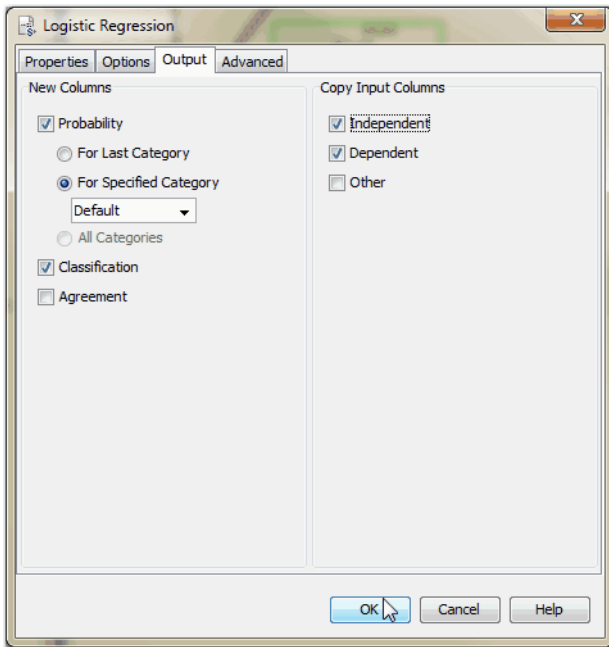 Logistic Regression
Properties Options Output Advanced
New Columns
Probability
For Last Category
For Specified Category
Default
All Categories
Classification
Agreement
Copy Input Columns
Independent
Dependent
Other
OK Cancel Help